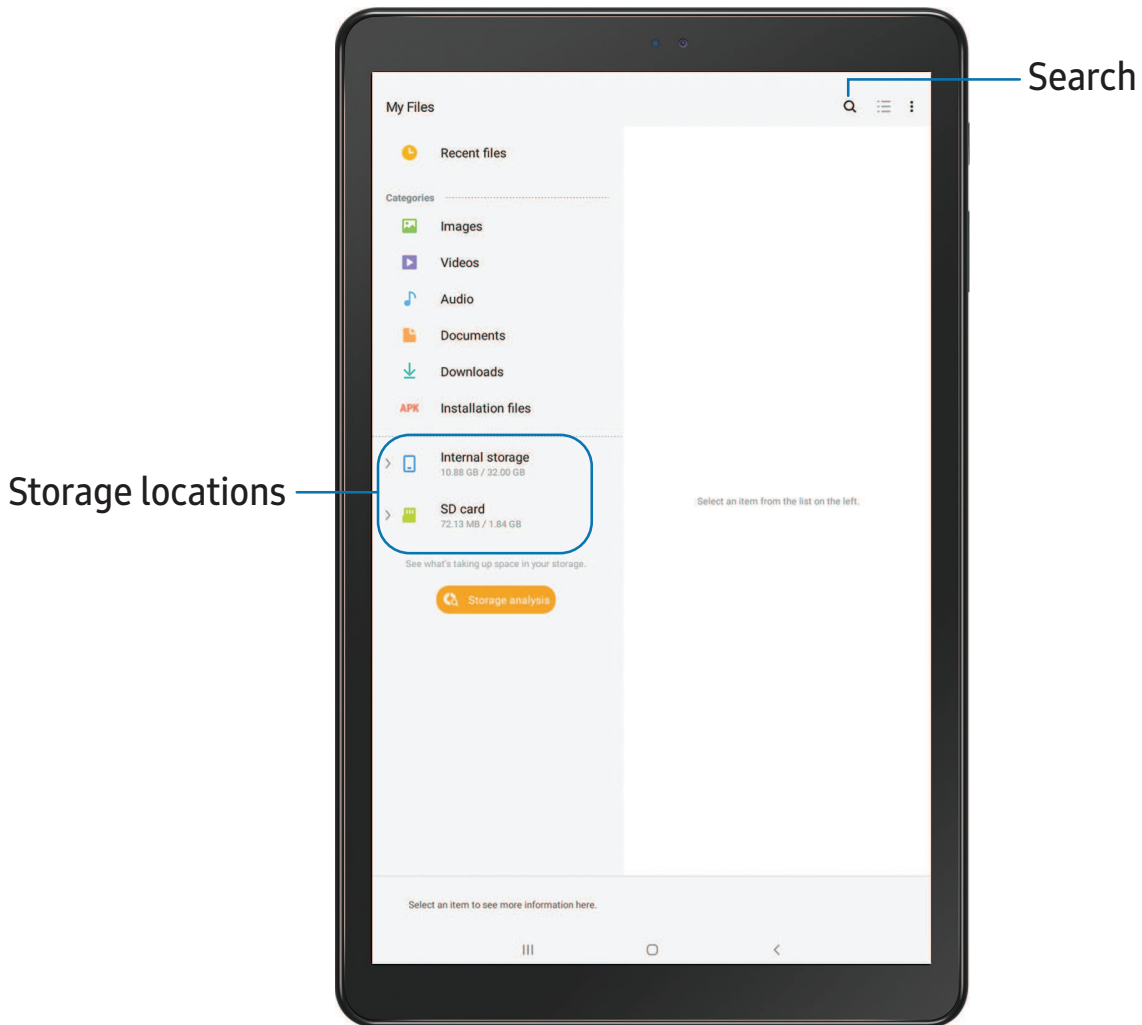 Search
My Files
Recent files
Categories
Images
Videos
Audio
Documents
Downloads
APK Installation files
Storage locations
Internal storage
10.88 GB / 32.00 GB
SD card
72.13 MB / 1.84 GB
Select an item from the list on the left.
See what's taking up space in your storage.
Storage analysis
Select an item to see more information here.